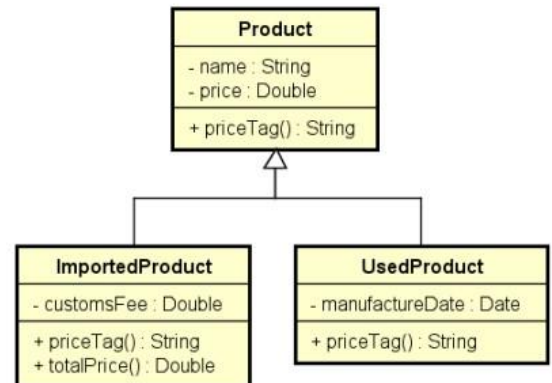 Product
- name : String
- price : Double
+ priceTag() : String
ImportedProduct
- customsFee : Double
+ priceTag() : String
+ totalPrice() : Double
UsedProduct
- manufactureDate : Date
+ priceTag() : String